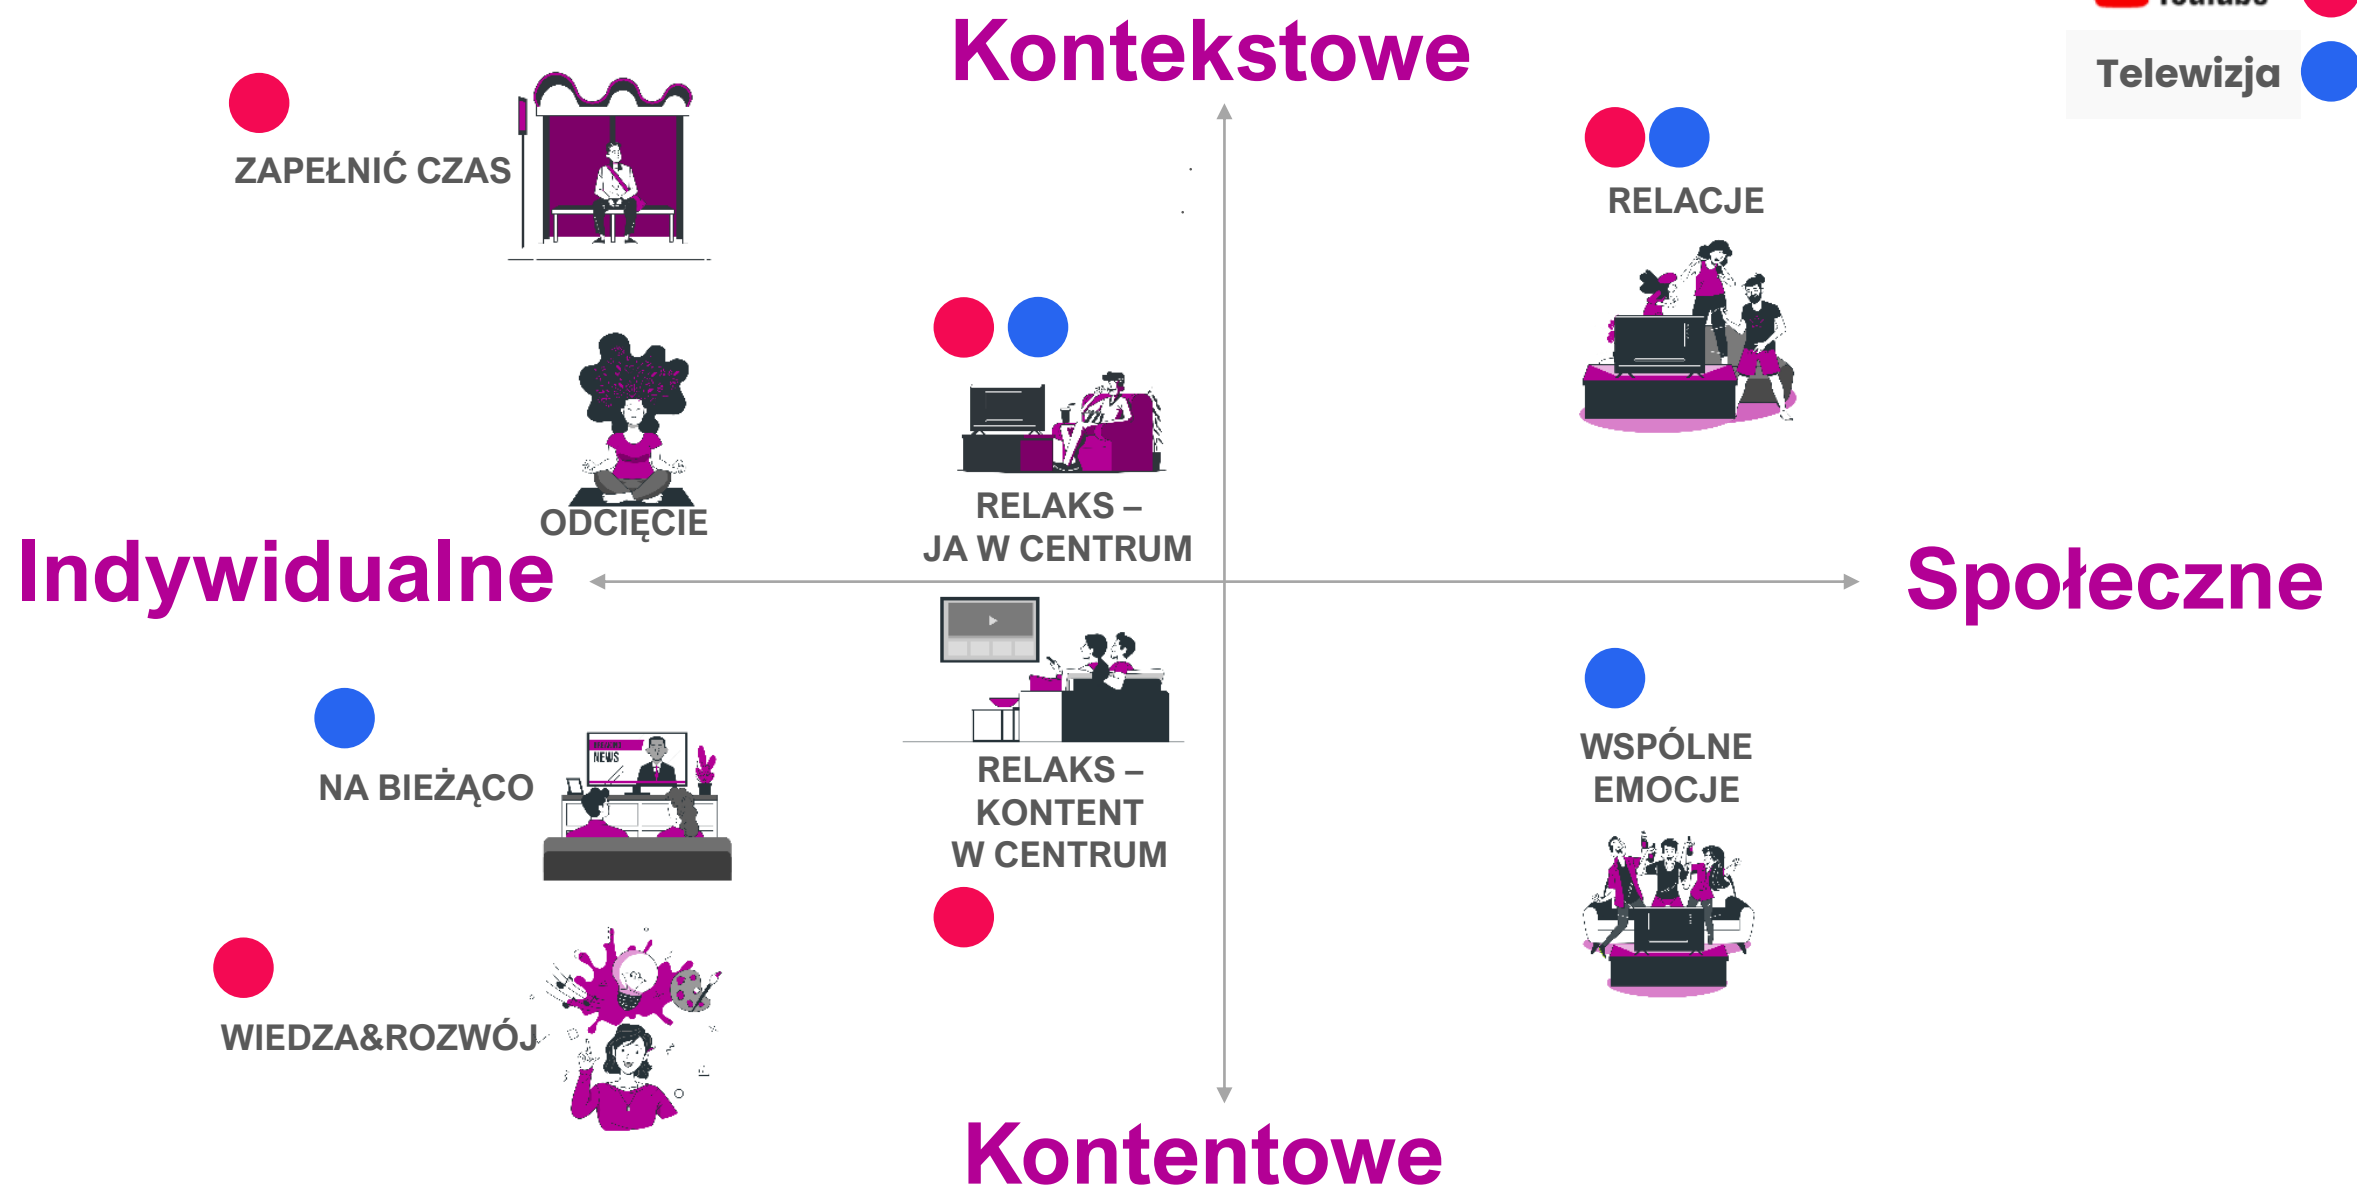 Kontekstowe
YouTube
Telewizja
ZAPEŁNIĆ CZAS
RELACJE
ODCIĘCIE
RELAKS –
JA W CENTRUM
Indywidualne
Społeczne
NA BIEŻĄCO
NEWS
RELAKS –
KONTENT
W CENTRUM
WSPÓLNE
EMOCJE
WIEDZA&ROZWÓJ
Kontentowe